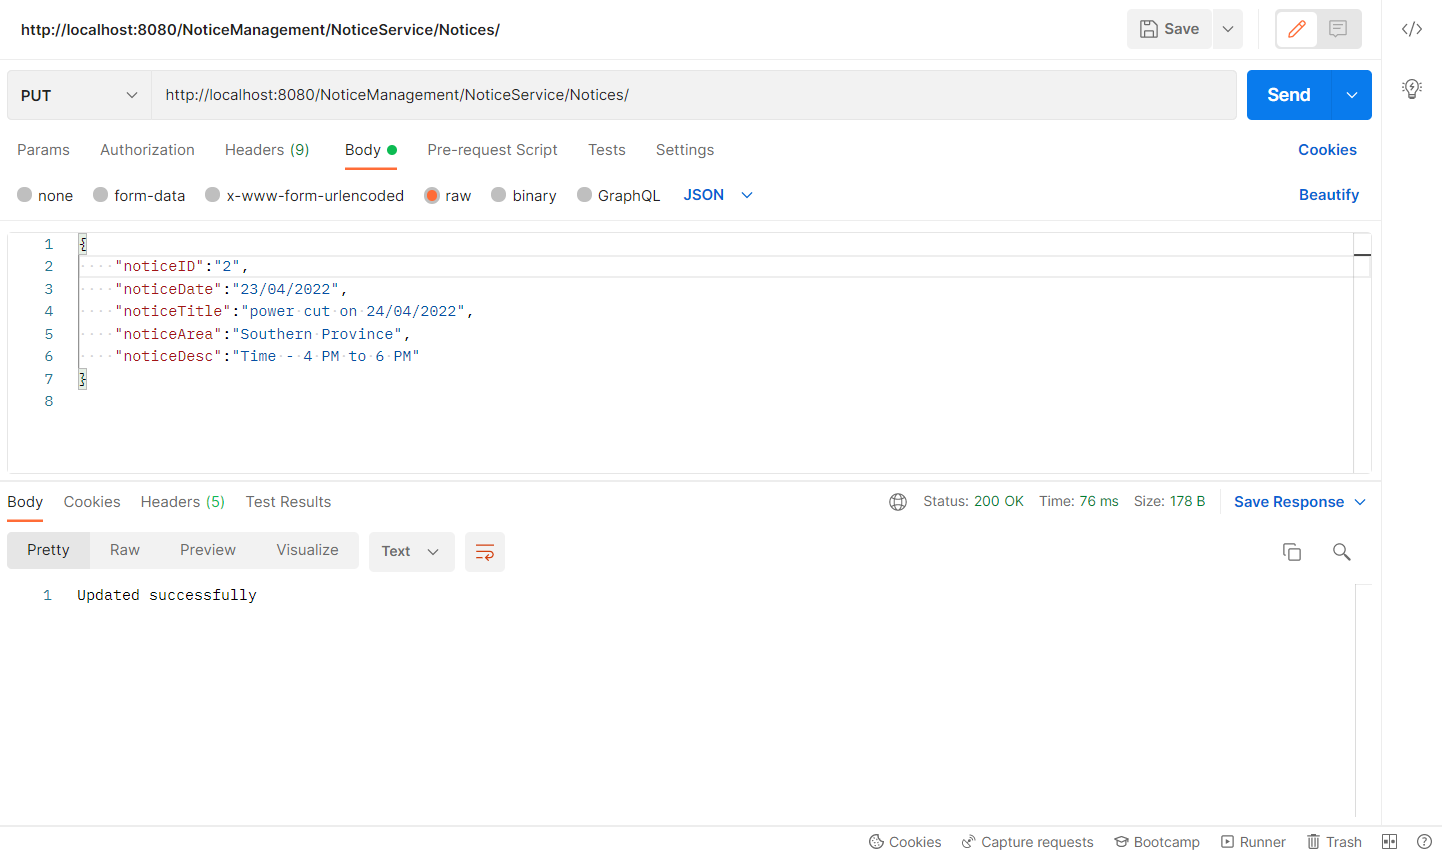 http://localhost:8080/NoticeManagement/NoticeService/Notices/
Save
PUT
http://localhost:8080/NoticeManagement/NoticeService/Notices/
Send
Params Authorization Headers (9) Body Pre-request Script Tests Settings Cookies
none form-data x-www-form-urlencoded raw binary GraphQL JSON Beautify
1 {
2 "noticeID":"2",
3 "noticeDate":"23/04/2022",
4 "noticeTitle":"power cut on 24/04/2022",
5 "noticeArea":"Southern Province",
6 "noticeDesc":"Time - 4 PM to 6 PM"
7 }
8
Body Cookies Headers (5) Test Results Status: 200 OK Time: 76 ms Size: 178 B Save Response
Pretty Raw Preview Visualize Text
1 Updated successfully
Cookies Capture requests Bootcamp Runner Trash